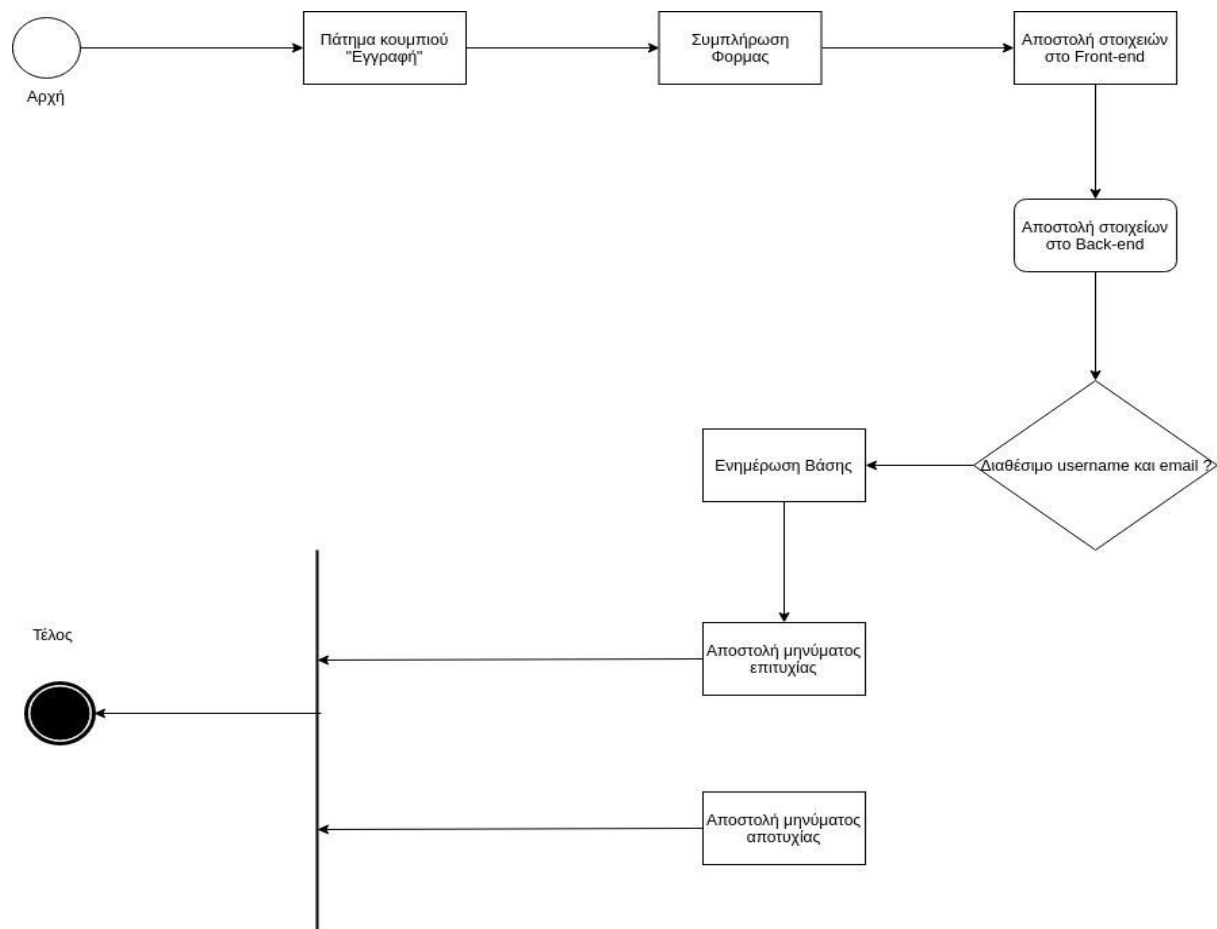 Αρχή
Πάτημα κουμπιού
"Εγγραφή"
Συμπλήρωση
Φορμας
Αποστολή στοιχειών
στο Front-end
Αποστολή στοιχείων
στο Back-end
Διαθέσιμο username και email ?
Ενημέρωση Βάσης
Αποστολή μηνύματος
επιτυχίας
Τέλος
Αποστολή μηνύματος
αποτυχίας